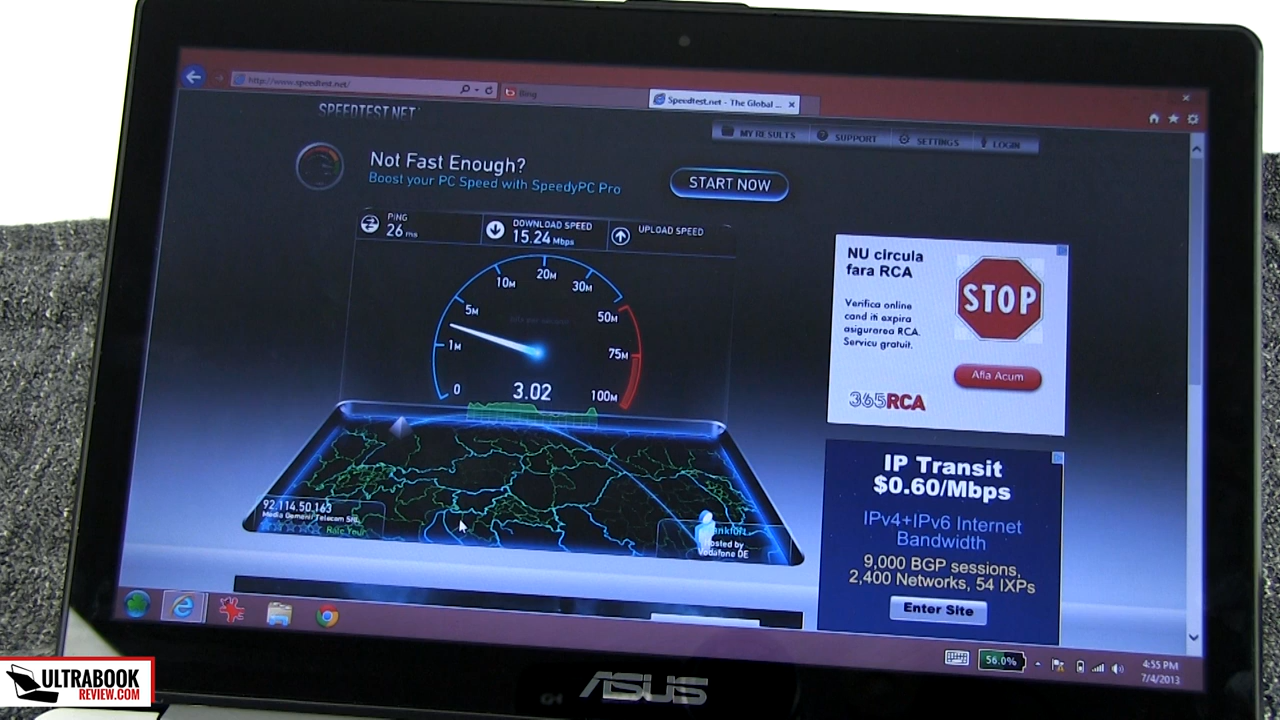 http://www.speedtest.net/
Bing
Speedtest.net - The Global ...
SPEEDTEST.NET
MY RESULTS
SUPPORT
SETTINGS
LOGIN
Not Fast Enough?
Boost your PC Speed with SpeedyPC Pro
START NOW
PING
26 ms
DOWNLOAD SPEED
15.24 Mbps
UPLOAD SPEED
20M
10M
30M
5M
50M
1M
75M
0
3.02
100M
92.114.50.163
Telecom SRL
Hosted by
Vodafone DE
NU circula
fara RCA
STOP
Verifica online
cand iti expira
asigurarea RCA.
Serviciu gratuit.
Afla Acum
365RCA
IP Transit
$0.60/Mbps
IPv4+IPv6 Internet
Bandwidth
9,000 BGP sessions,
2,400 Networks, 54 IXPs
Enter Site
56.0%
4:55 PM
7/4/2013
ASUS
ULTRABOOK
REVIEW.COM